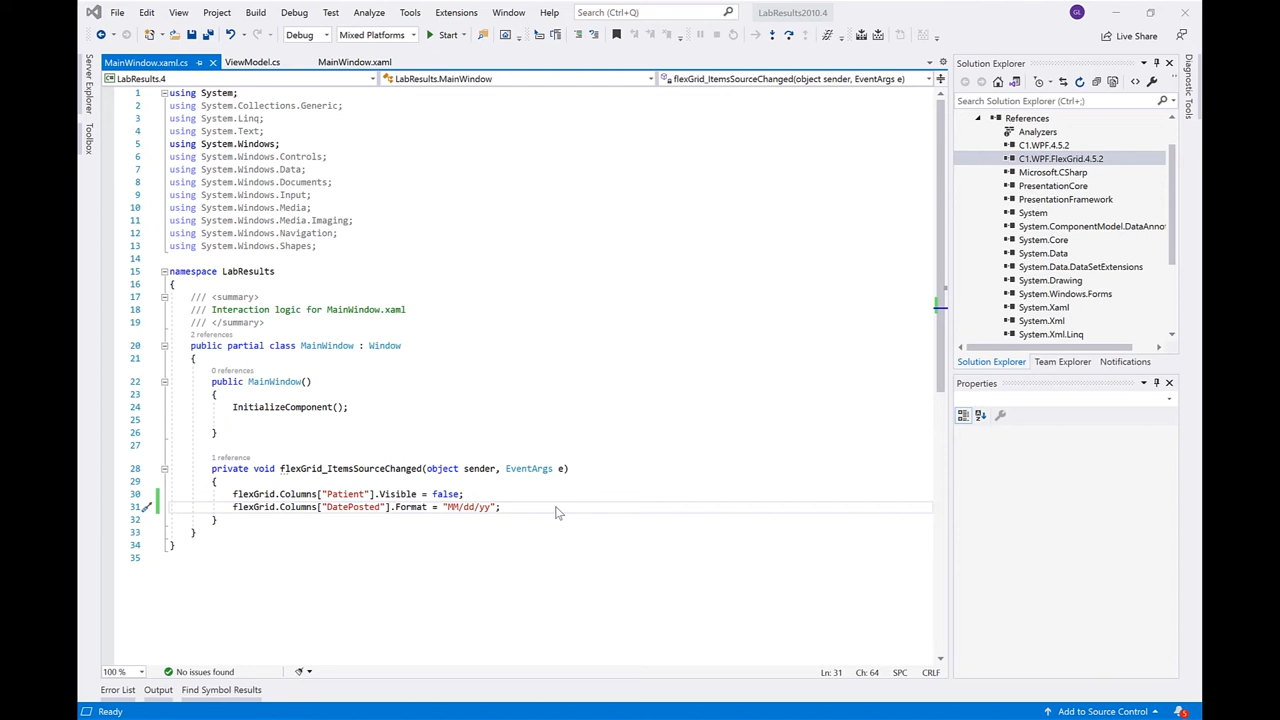 File Edit View Project Build Debug Test Analyze Tools Extensions Window Help Search (Ctrl+Q) LabResults2010.4 GL
Debug Mixed Platforms Start Live Share
MainWindow.xaml.cs ViewModel.cs MainWindow.xaml
LabResults.4 LabResults.MainWindow flexGrid_ItemsSourceChanged(object sender, EventArgs e)
Server Explorer
Toolbox
1 using System;
2 using System.Collections.Generic;
3 using System.Linq;
4 using System.Text;
5 using System.Windows;
6 using System.Windows.Controls;
7 using System.Windows.Data;
8 using System.Windows.Documents;
9 using System.Windows.Input;
10 using System.Windows.Media;
11 using System.Windows.Media.Imaging;
12 using System.Windows.Navigation;
13 using System.Windows.Shapes;
14
15 namespace LabResults
16 {
17 /// <summary>
18 /// Interaction logic for MainWindow.xaml
19 /// </summary>
2 references
20 public partial class MainWindow : Window
21 {
0 references
22 public MainWindow()
23 {
24 InitializeComponent();
25
26 }
27
1 reference
28 private void flexGrid_ItemsSourceChanged(object sender, EventArgs e)
29 {
30 flexGrid.Columns["Patient"].Visible = false;
31 flexGrid.Columns["DatePosted"].Format = "MM/dd/yy";
32 }
33 }
34 }
35
100 % No issues found Ln: 31 Ch: 64 SPC CRLF
Error List Output Find Symbol Results
Ready Add to Source Control 5
Solution Explorer
Search Solution Explorer (Ctrl+;)
References
Analyzers
C1.WPF.4.5.2
C1.WPF.FlexGrid.4.5.2
Microsoft.CSharp
PresentationCore
PresentationFramework
System
System.ComponentModel.DataAnno
System.Core
System.Data
System.Data.DataSetExtensions
System.Drawing
System.Windows.Forms
System.Xaml
System.Xml
System.Xml.Linq
Solution Explorer Team Explorer Notifications
Properties
Diagnostic Tools